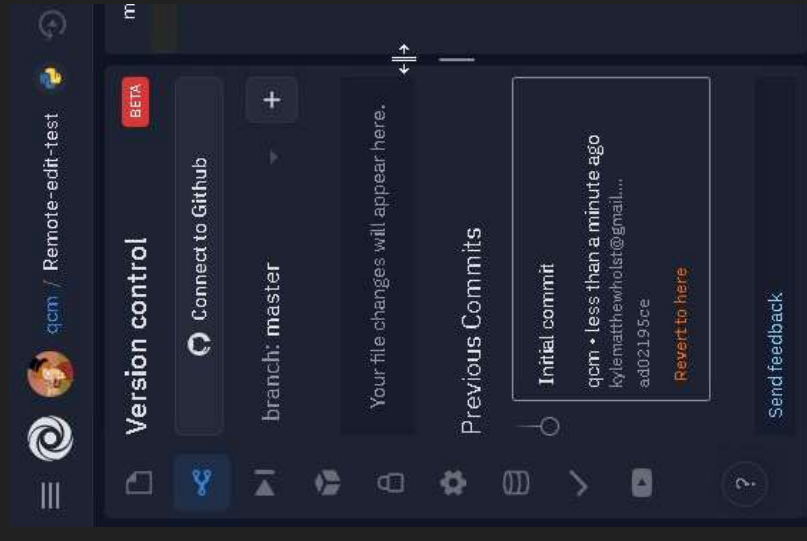 qcm / Remote-edit-test
m
Version control
BETA
Connect to Github
branch: master
+
Your file changes will appear here.
Previous Commits
Initial commit
qcm • less than a minute ago
kylematthewholst@gmail....
ad02195ce
Revert to here
Send feedback
?